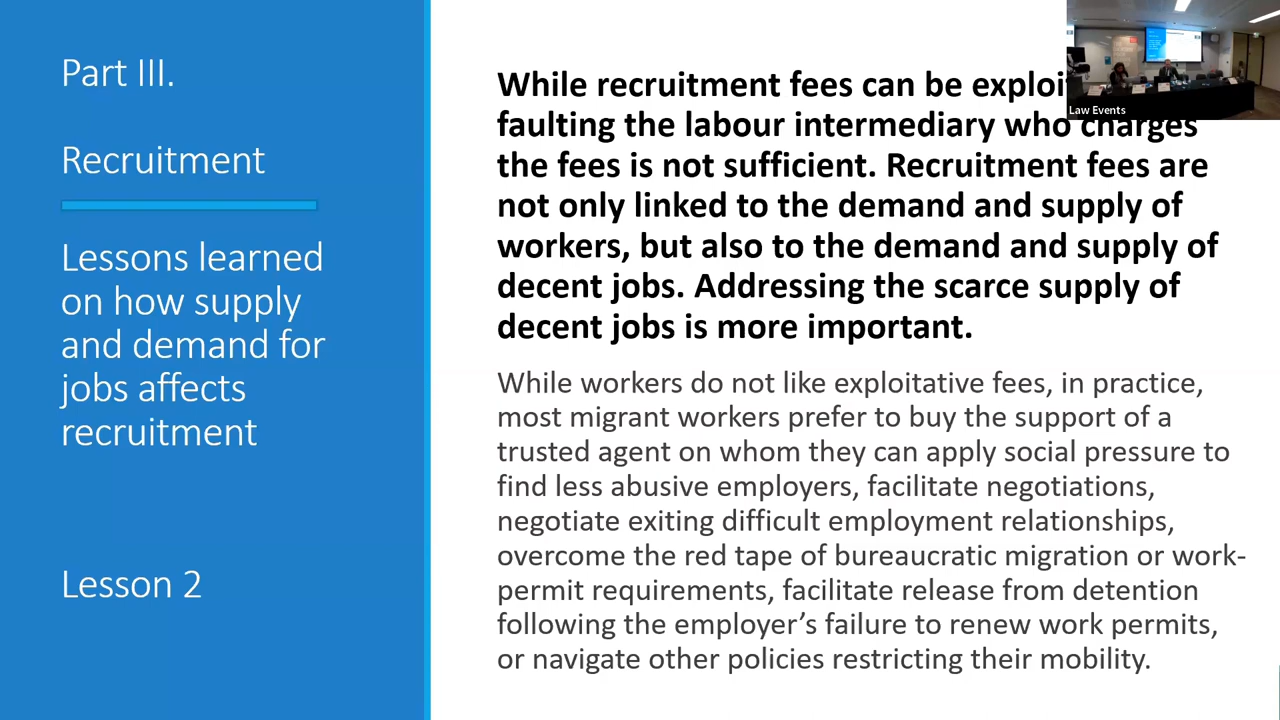 Part III.
Recruitment
Lessons learned
on how supply
and demand for
jobs affects
recruitment
Lesson 2
While recruitment fees can be
faulting the labour intermediary who charges
the fees is not sufficient. Recruitment fees are
not only linked to the demand and supply of
workers, but also to the demand and supply of
decent jobs. Addressing the scarce supply of
decent jobs is more important.
While workers do not like exploitative fees, in practice,
most migrant workers prefer to buy the support of a
trusted agent on whom they can apply social pressure to
find less abusive employers, facilitate negotiations,
negotiate exiting difficult employment relationships,
overcome the red tape of bureaucratic migration or work-
permit requirements, facilitate release from detention
following the employer’s failure to renew work permits,
or navigate other policies restricting their mobility.
Law Events